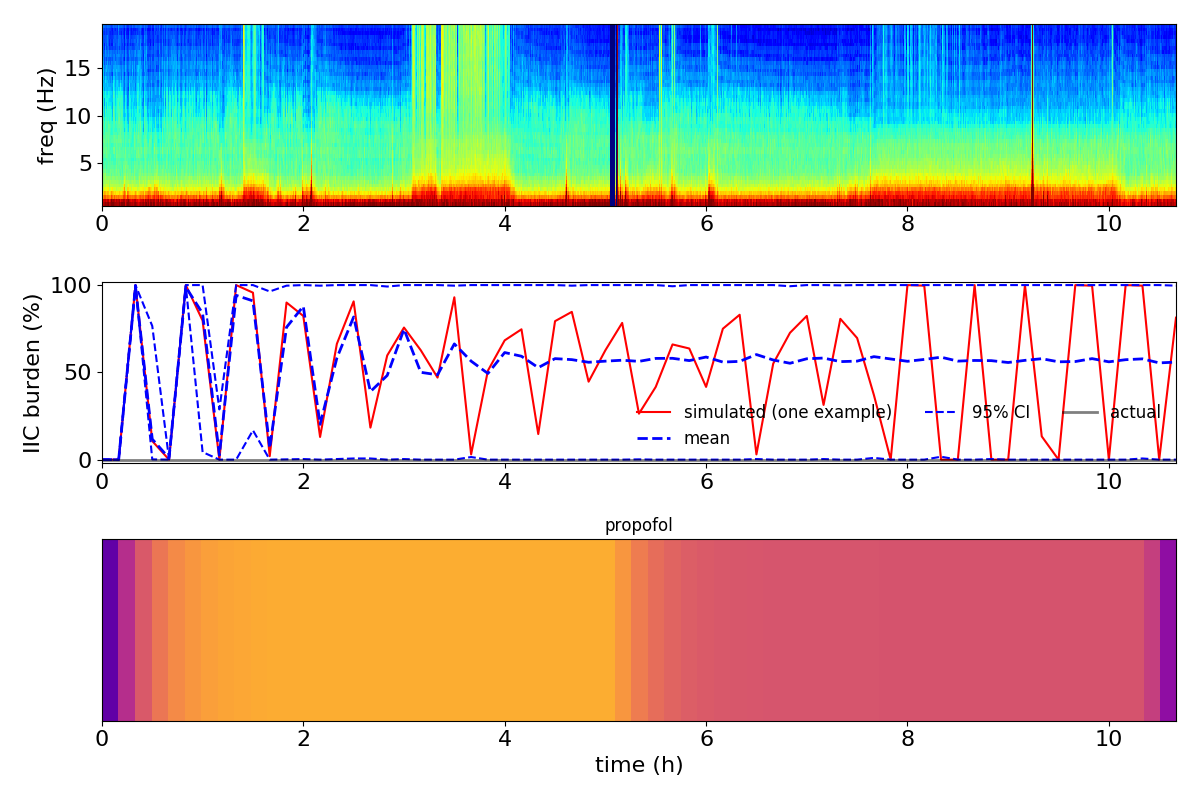 freq (Hz)
15
10
5
0 2 4 6 8 10
IIC burden (%)
100
50
0
simulated (one example) 95% CI actual
mean
0 2 4 6 8 10
propofol
0 2 4 6 8 10
time (h)